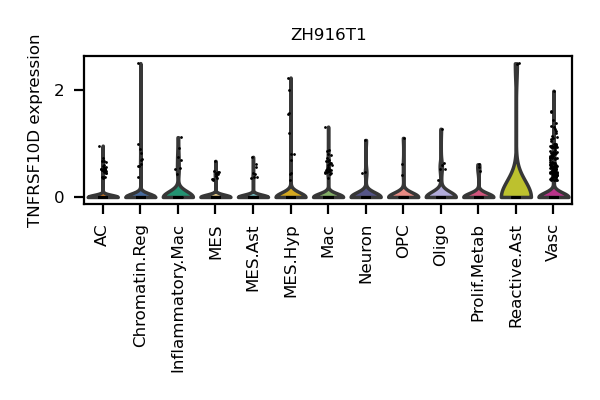 ZH916T1
TNFRSF10D expression
2
0
AC
Chromatin.Reg
Inflammatory.Mac
MES
MES.Ast
MES.Hyp
Mac
Neuron
OPC
Oligo
Prolif.Metab
Reactive.Ast
Vasc